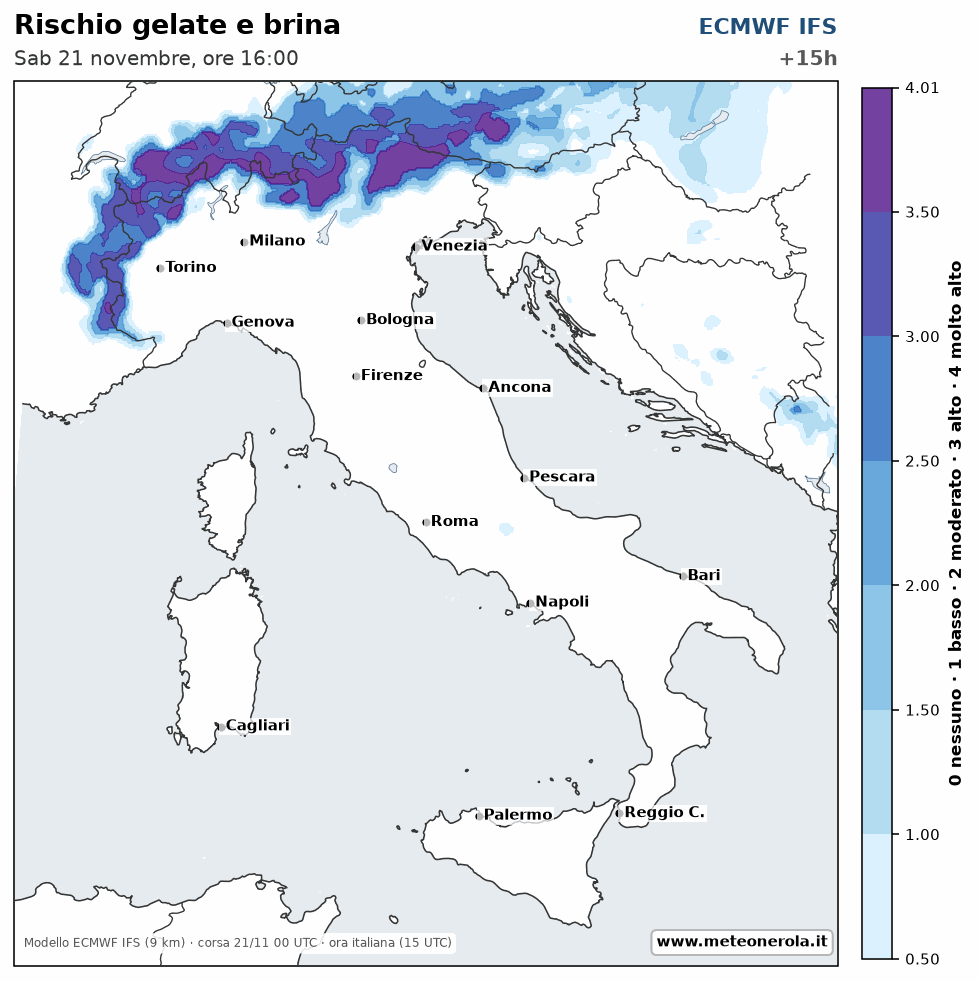 Rischio gelate e brina
ECMWF IFS
Sab 21 novembre, ore 16:00
+15h
Milano
Venezia
Torino
Genova
Bologna
Firenze
Ancona
Pescara
Roma
Bari
Napoli
Cagliari
Palermo
Reggio C.
Modello ECMWF IFS (9 km) · corsa 21/11 00 UTC · ora italiana (15 UTC)
www.meteonerola.it
4.01
3.50
3.00
2.50
2.00
1.50
1.00
0.50
0 nessuno · 1 basso · 2 moderato · 3 alto · 4 molto alto